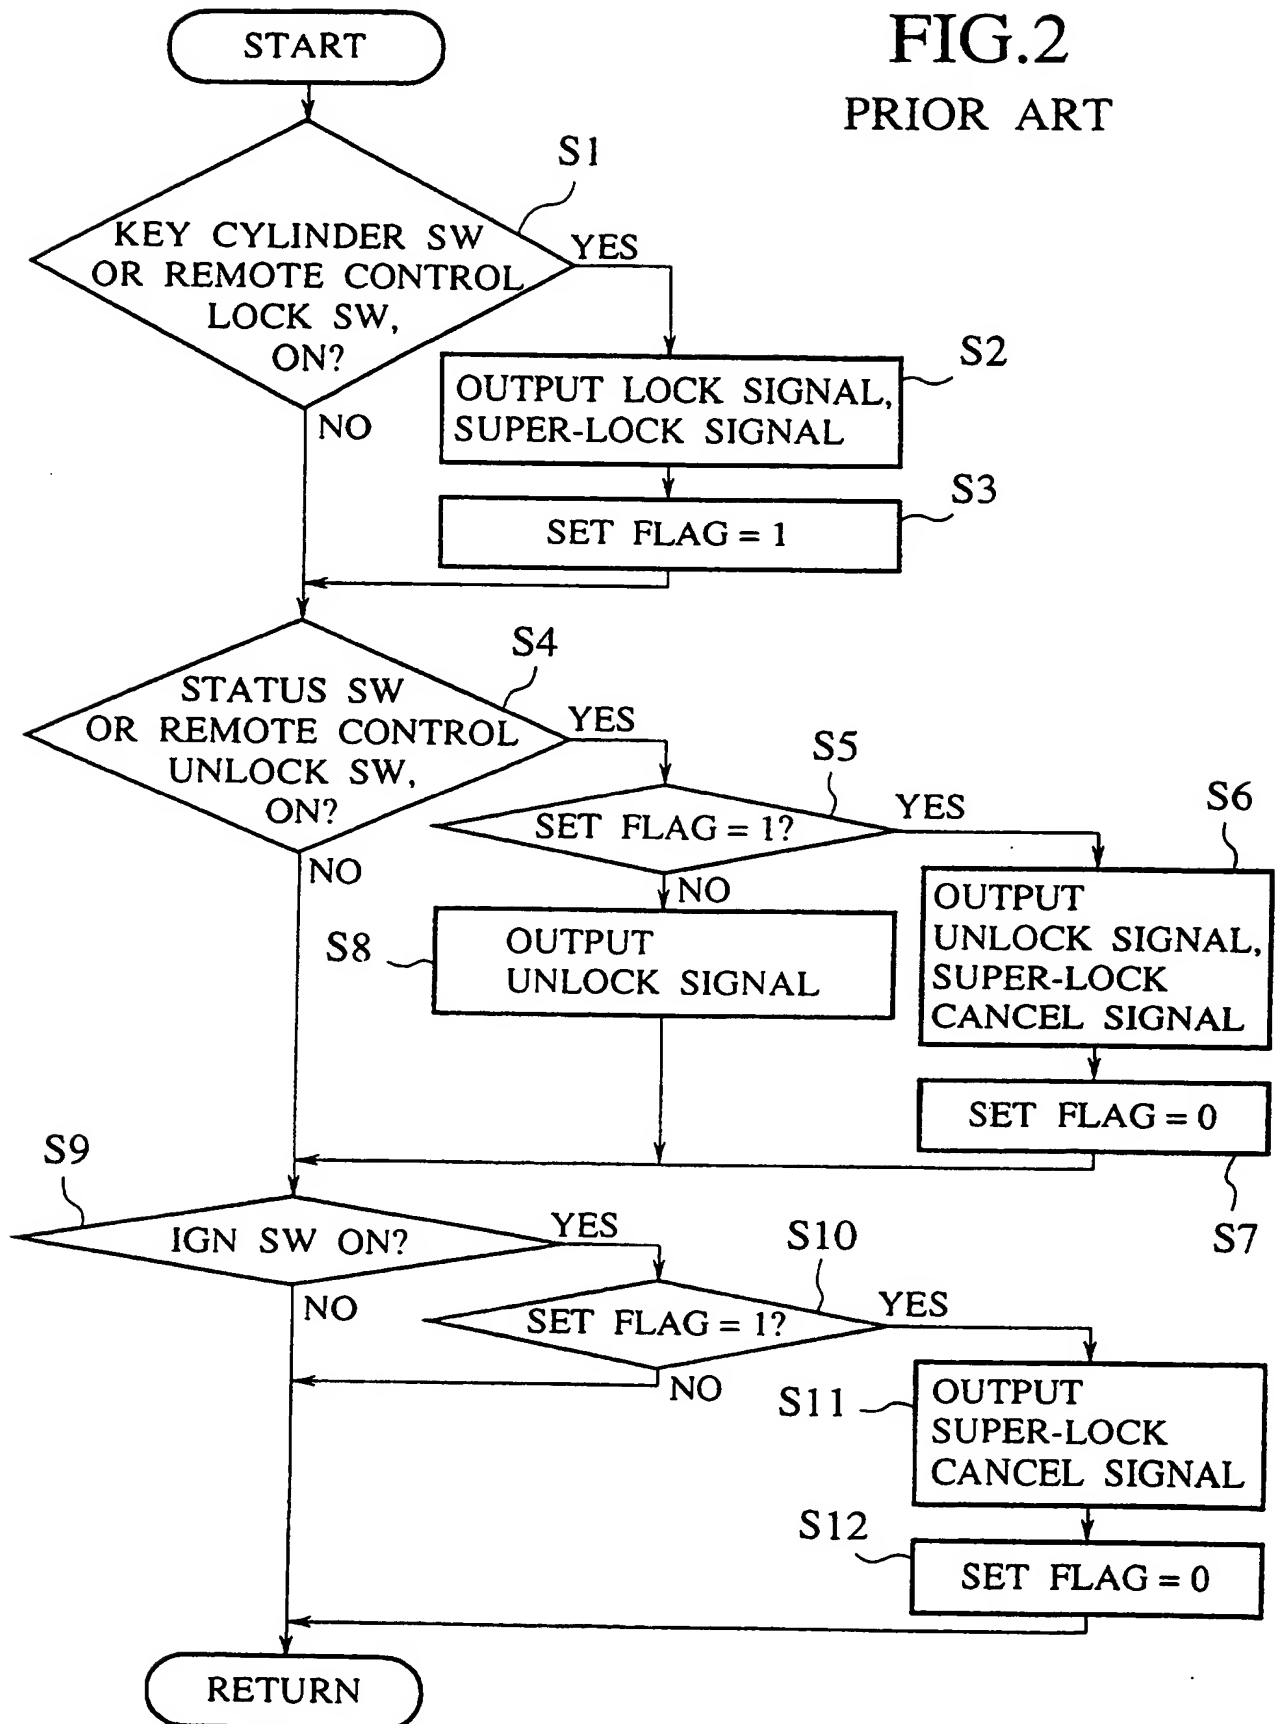 START
FIG.2
PRIOR ART
S1
KEY CYLINDER SW
OR REMOTE CONTROL
LOCK SW,
ON?
YES
NO
S2
OUTPUT LOCK SIGNAL,
SUPER-LOCK SIGNAL
S3
SET FLAG = 1
S4
STATUS SW
OR REMOTE CONTROL
UNLOCK SW,
ON?
YES
NO
S5
SET FLAG = 1?
YES
NO
S6
OUTPUT
UNLOCK SIGNAL,
SUPER-LOCK
CANCEL SIGNAL
S8
OUTPUT
UNLOCK SIGNAL
SET FLAG = 0
S7
S9
IGN SW ON?
YES
NO
S10
SET FLAG = 1?
YES
NO
S11
OUTPUT
SUPER-LOCK
CANCEL SIGNAL
S12
SET FLAG = 0
RETURN